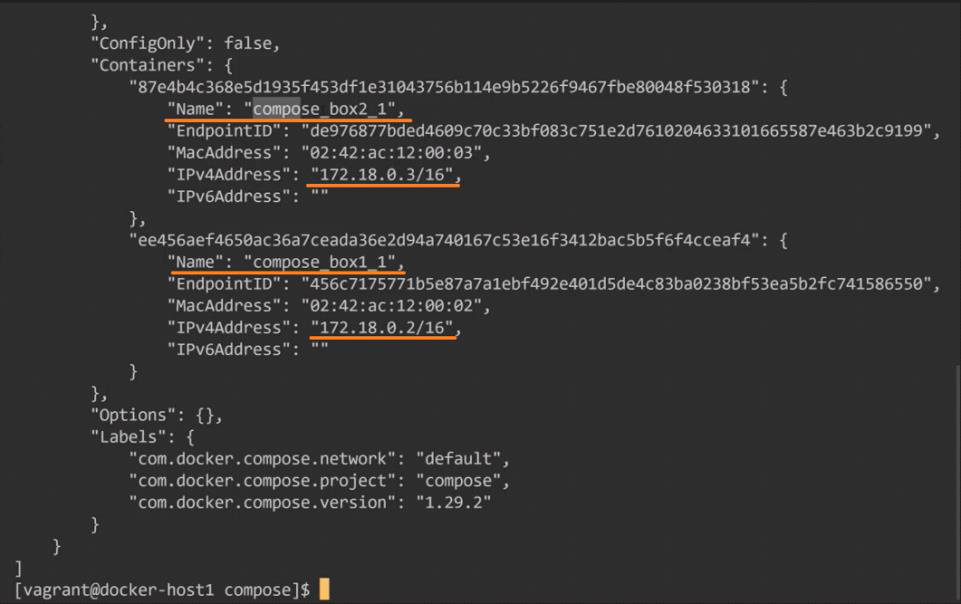 },
"ConfigOnly": false,
"Containers": {
"87e4b4c368e5d1935f453df1e31043756b114e9b5226f9467fbe80048f530318": {
"Name": "compose_box2_1",
"EndpointID": "de976877bded4609c70c33bf083c751e2d7610204633101665587e463b2c9199",
"MacAddress": "02:42:ac:12:00:03",
"IPv4Address": "172.18.0.3/16",
"IPv6Address": ""
},
"ee456aef4650ac36a7ceada36e2d94a740167c53e16f3412bac5b5f6f4cceaf4": {
"Name": "compose_box1_1",
"EndpointID": "456c7175771b5e87a7a1ebf492e401d5de4c83ba0238bf53ea5b2fc741586550",
"MacAddress": "02:42:ac:12:00:02",
"IPv4Address": "172.18.0.2/16",
"IPv6Address": ""
}
},
"Options": {},
"Labels": {
"com.docker.compose.network": "default",
"com.docker.compose.project": "compose",
"com.docker.compose.version": "1.29.2"
}
}
]
[vagrant@docker-host1 compose]$